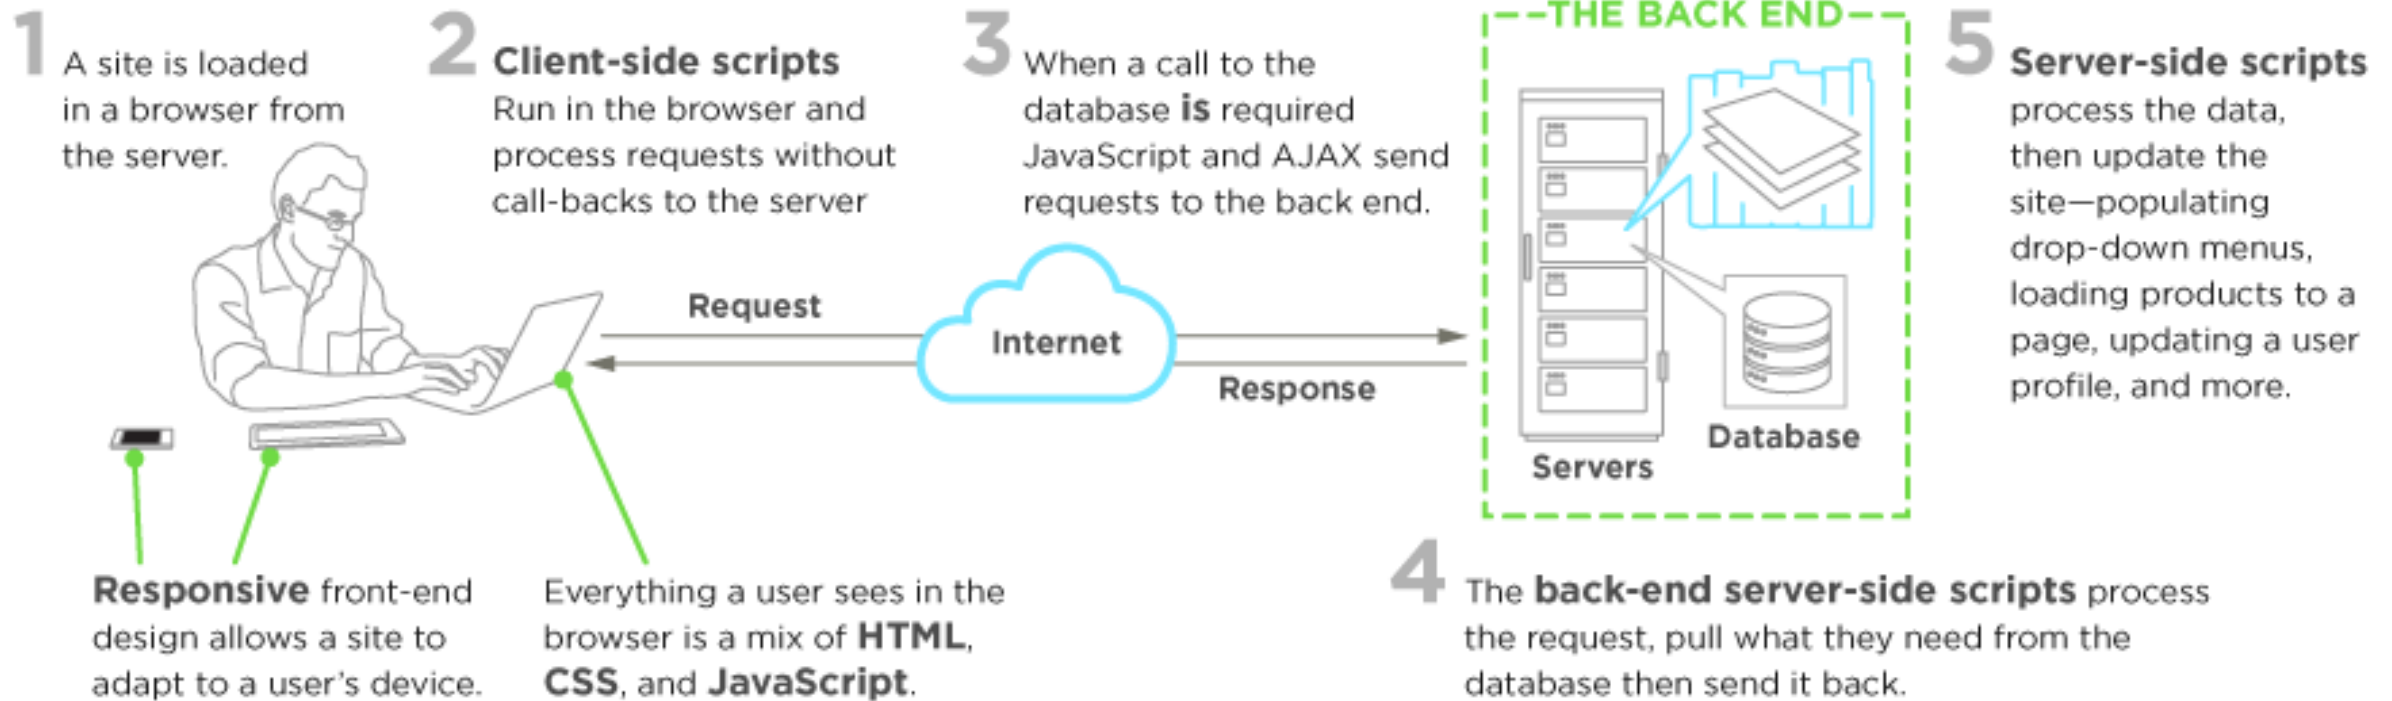 1
A site is loaded
in a browser from
the server.
2
Client-side scripts
Run in the browser and
process requests without
call-backs to the server
3
When a call to the
database is required
JavaScript and AJAX send
requests to the back end.
THE BACK END
5
Server-side scripts
process the data,
then update the
site—populating
drop-down menus,
loading products to a
page, updating a user
profile, and more.
Request
Internet
Response
Database
Servers
Responsive front-end
design allows a site to
adapt to a user's device.
Everything a user sees in the
browser is a mix of HTML,
CSS, and JavaScript.
4
The back-end server-side scripts process
the request, pull what they need from the
database then send it back.